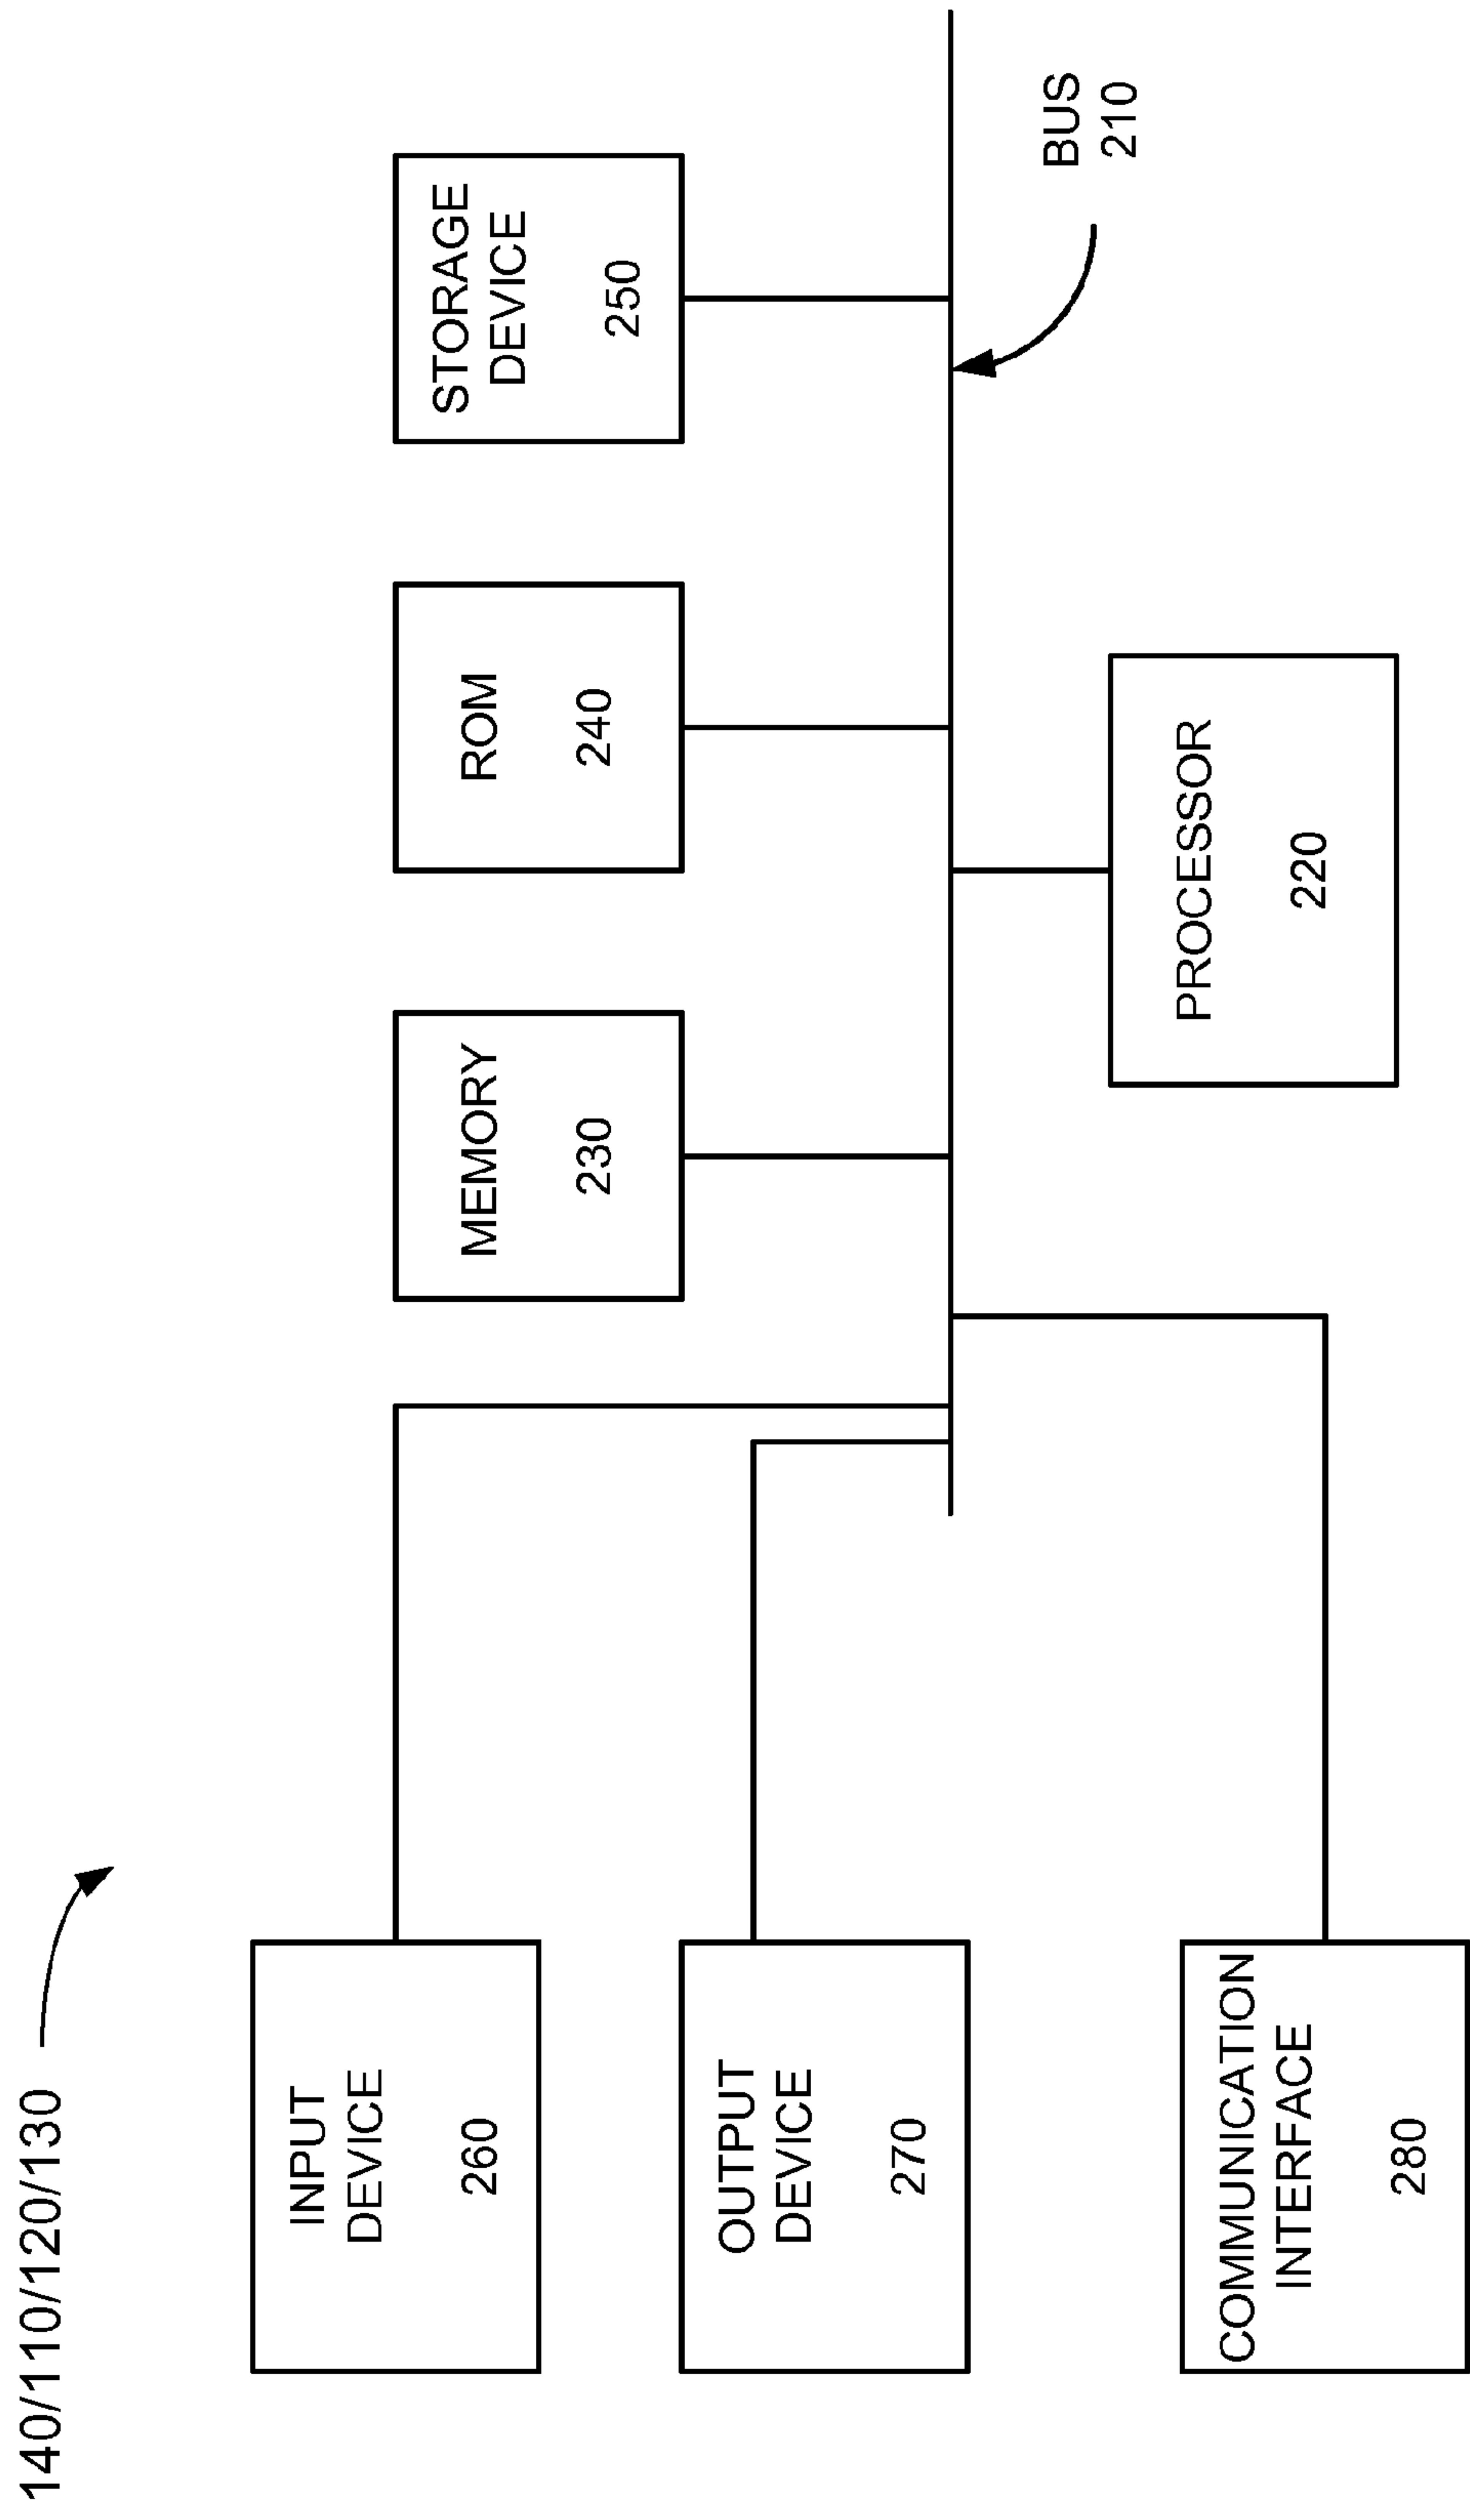 140/110/120/130
INPUT
DEVICE
260
MEMORY
230
ROM
240
STORAGE
DEVICE
250
OUTPUT
DEVICE
270
BUS
210
COMMUNICATION
INTERFACE
280
PROCESSOR
220